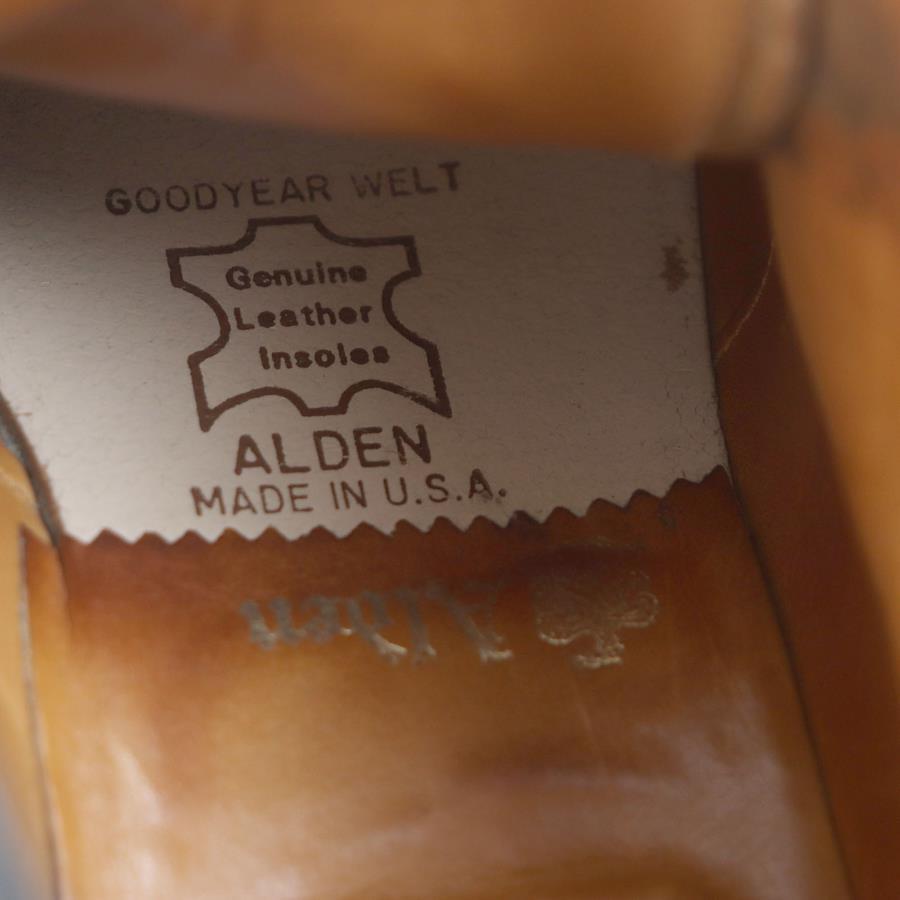 GOODYEAR WELT
Genuine
Leather
Insoles
ALDEN
MADE IN U.S.A.
Alden